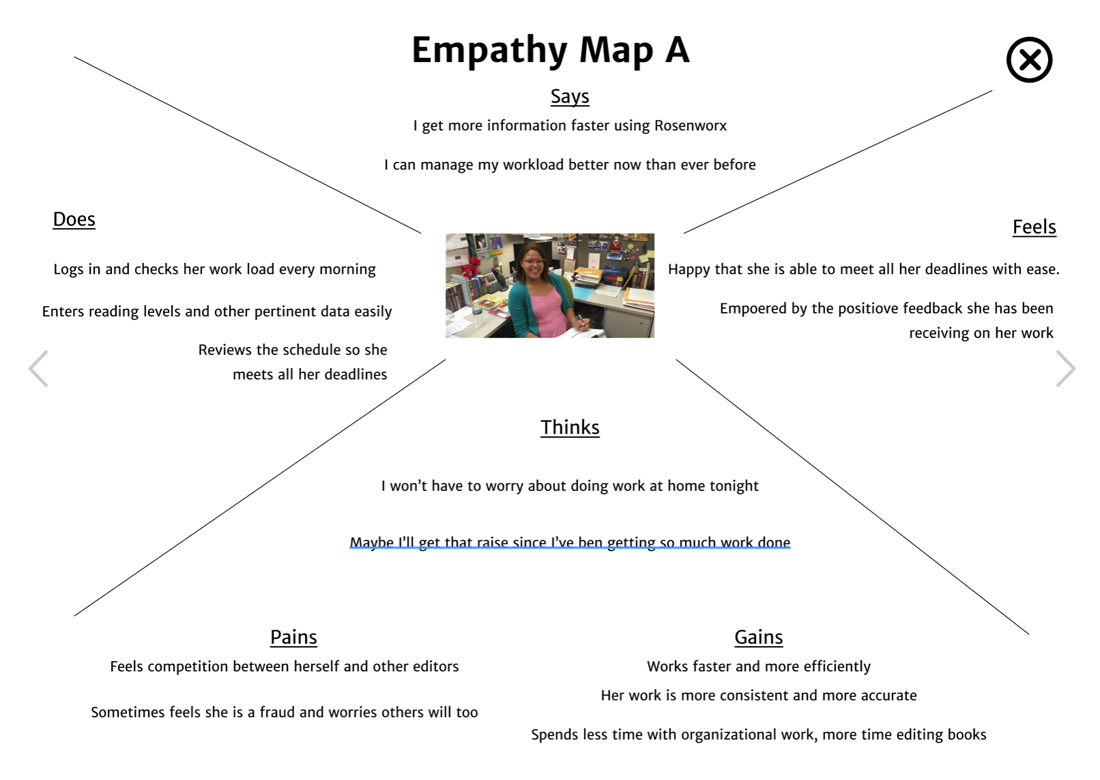 Empathy Map A
Says
I get more information faster using Rosenworx
I can manage my workload better now than ever before
Does
Logs in and checks her work load every morning
Enters reading levels and other pertinent data easily
Reviews the schedule so she
meets all her deadlines
Feels
Happy that she is able to meet all her deadlines with ease.
Empoered by the positiove feedback she has been
receiving on her work
Thinks
I won’t have to worry about doing work at home tonight
Maybe I’ll get that raise since I’ve ben getting so much work done
Pains
Feels competition between herself and other editors
Sometimes feels she is a fraud and worries others will too
Gains
Works faster and more efficiently
Her work is more consistent and more accurate
Spends less time with organizational work, more time editing books